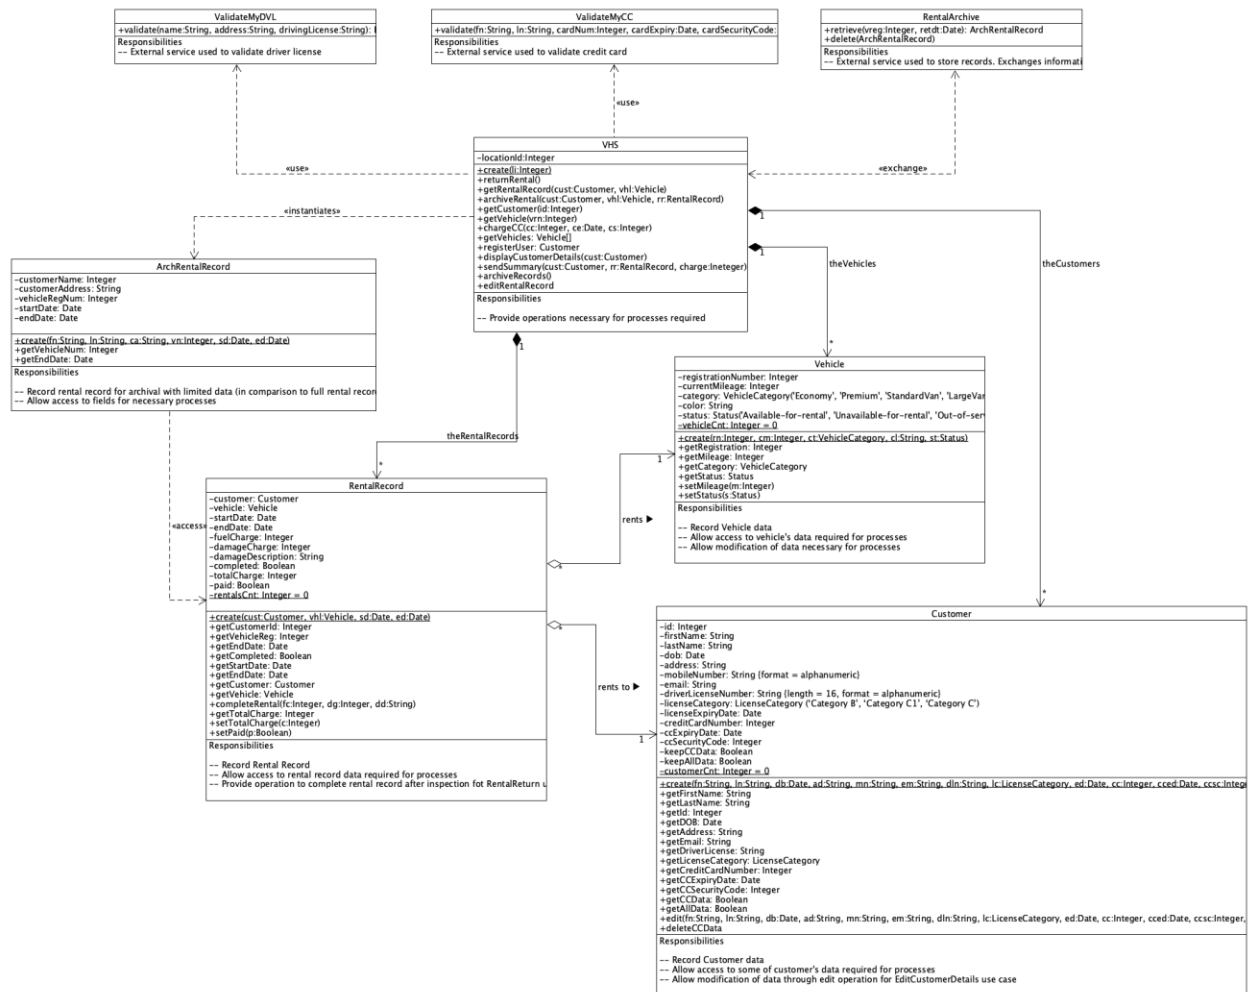 ValidateMyDVL
+validate(name:String, address:String, drivingLicense:String):
Responsibilities
-- External service used to validate driver license
ValidateMyCC
+validate(fn:String, ln:String, cardNum:Integer, cardExpiry:Date, cardSecurityCode:
Responsibilities
-- External service used to validate credit card
RentalArchive
+retrieve(vreg:Integer, retdt:Date): ArchRentalRecord
+delete(ArchRentalRecord)
Responsibilities
-- External service used to store records. Exchanges informati
«use»
«use»
«exchange»
VHS
-locationId:Integer
+create(li:Integer)
+returnRental()
+getRentalRecord(cust:Customer, vhl:Vehicle)
+archiveRental(cust:Customer, vhl:Vehicle, rr:RentalRecord)
+getCustomer(id:Integer)
+getVehicle(vrn:Integer)
+chargeCC(cc:Integer, ce:Date, cs:Integer)
+getVehicles: Vehicle[]
+registerUser: Customer
+displayCustomerDetails(cust:Customer)
+sendSummary(cust:Customer, rr:RentalRecord, charge:Ineteger)
+archiveRecords()
+editRentalRecord
Responsibilities
-- Provide operations necessary for processes required
«instantiates»
1
1
1
theVehicles
theCustomers
*
*
ArchRentalRecord
-customerName: Integer
-customerAddress: String
-vehicleRegNum: Integer
-startDate: Date
-endDate: Date
+create(fn:String, ln:String, ca:String, vn:Integer, sd:Date, ed:Date)
+getVehicleNum: Integer
+getEndDate: Date
Responsibilities
-- Record rental record for archival with limited data (in comparison to full rental recor
-- Allow access to fields for necessary processes
«access»
theRentalRecords
*
Vehicle
-registrationNumber: Integer
-currentMileage: Integer
-category: VehicleCategory('Economy', 'Premium', 'StandardVan', 'LargeVan
-color: String
-status: Status('Available-for-rental', 'Unavailable-for-rental', 'Out-of-ser
-vehicleCnt: Integer = 0
+create(rn:Integer, cm:Integer, ct:VehicleCategory, cl:String, st:Status)
+getRegistration: Integer
+getMileage: Integer
+getCategory: VehicleCategory
+getStatus: Status
+setMileage(m:Integer)
+setStatus(s:Status)
Responsibilities
-- Record Vehicle data
-- Allow access to vehicle's data required for processes
-- Allow modification of data necessary for processes
1
rents ▶
*
RentalRecord
-customer: Customer
-vehicle: Vehicle
-startDate: Date
-endDate: Date
-fuelCharge: Integer
-damageCharge: Integer
-damageDescription: String
-completed: Boolean
-totalCharge: Integer
-paid: Boolean
-rentalsCnt: Integer = 0
+create(cust:Customer, vhl:Vehicle, sd:Date, ed:Date)
+getCustomerId: Integer
+getVehicleReg: Integer
+getEndDate: Date
+getCompleted: Boolean
+getStartDate: Date
+getEndDate: Date
+getCustomer: Customer
+getVehicle: Vehicle
+completeRental(fc:Integer, dg:Integer, dd:String)
+getTotalCharge: Integer
+setTotalCharge(c:Integer)
+setPaid(p:Boolean)
Responsibilities
-- Record Rental Record
-- Allow access to rental record data required for processes
-- Provide operation to complete rental record after inspection fot RentalReturn u
*
rents to ▶
1
Customer
-id: Integer
-firstName: String
-lastName: String
-dob: Date
-address: String
-mobileNumber: String {format = alphanumeric}
-email: String
-driverLicenseNumber: String {length = 16, format = alphanumeric}
-licenseCategory: LicenseCategory ('Category B', 'Category C1', 'Category C')
-licenseExpiryDate: Date
-creditCardNumber: Integer
-ccExpiryDate: Date
-ccSecurityCode: Integer
-keepCCData: Boolean
-keepAllData: Boolean
-customerCnt: Integer = 0
+create(fn:String, ln:String, db:Date, ad:String, mn:String, em:String, dln:String, lc:LicenseCategory, ed:Date, cc:Integer, cced:Date, ccsc:Intege
+getFirstName: String
+getLastName: String
+getId: Integer
+getDOB: Date
+getAddress: String
+getEmail: String
+getDriverLicense: String
+getLicenseCategory: LicenseCategory
+getCreditCardNumber: Integer
+getCCExpiryDate: Date
+getCCSecurityCode: Integer
+getCCData: Boolean
+getAllData: Boolean
+edit(fn:String, ln:String, db:Date, ad:String, mn:String, em:String, dln:String, lc:LicenseCategory, ed:Date, cc:Integer, cced:Date, ccsc:Integer,
+deleteCCData
Responsibilities
-- Record Customer data
-- Allow access to some of customer's data required for processes
-- Allow modification of data through edit operation for EditCustomerDetails use case